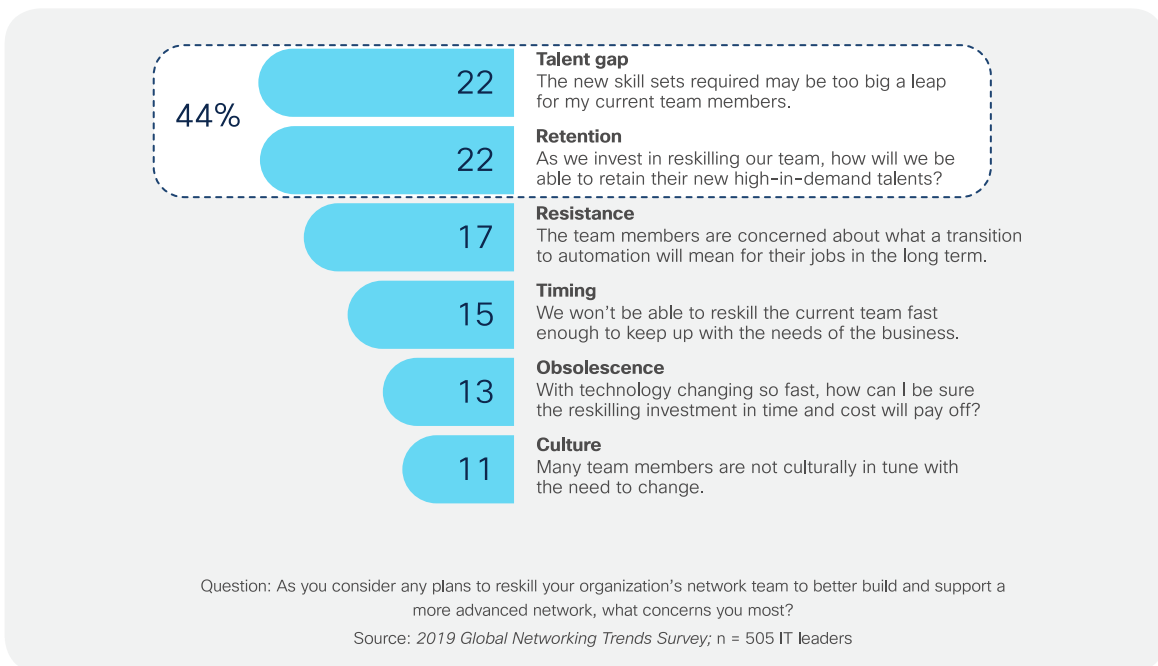 44%
22
Talent gap
The new skill sets required may be too big a leap
for my current team members.
22
Retention
As we invest in reskilling our team, how will we be
able to retain their new high-in-demand talents?
17
Resistance
The team members are concerned about what a transition
to automation will mean for their jobs in the long term.
15
Timing
We won’t be able to reskill the current team fast
enough to keep up with the needs of the business.
13
Obsolescence
With technology changing so fast, how can I be sure
the reskilling investment in time and cost will pay off?
11
Culture
Many team members are not culturally in tune with
the need to change.
Question: As you consider any plans to reskill your organization’s network team to better build and support a
more advanced network, what concerns you most?
Source: 2019 Global Networking Trends Survey; n = 505 IT leaders